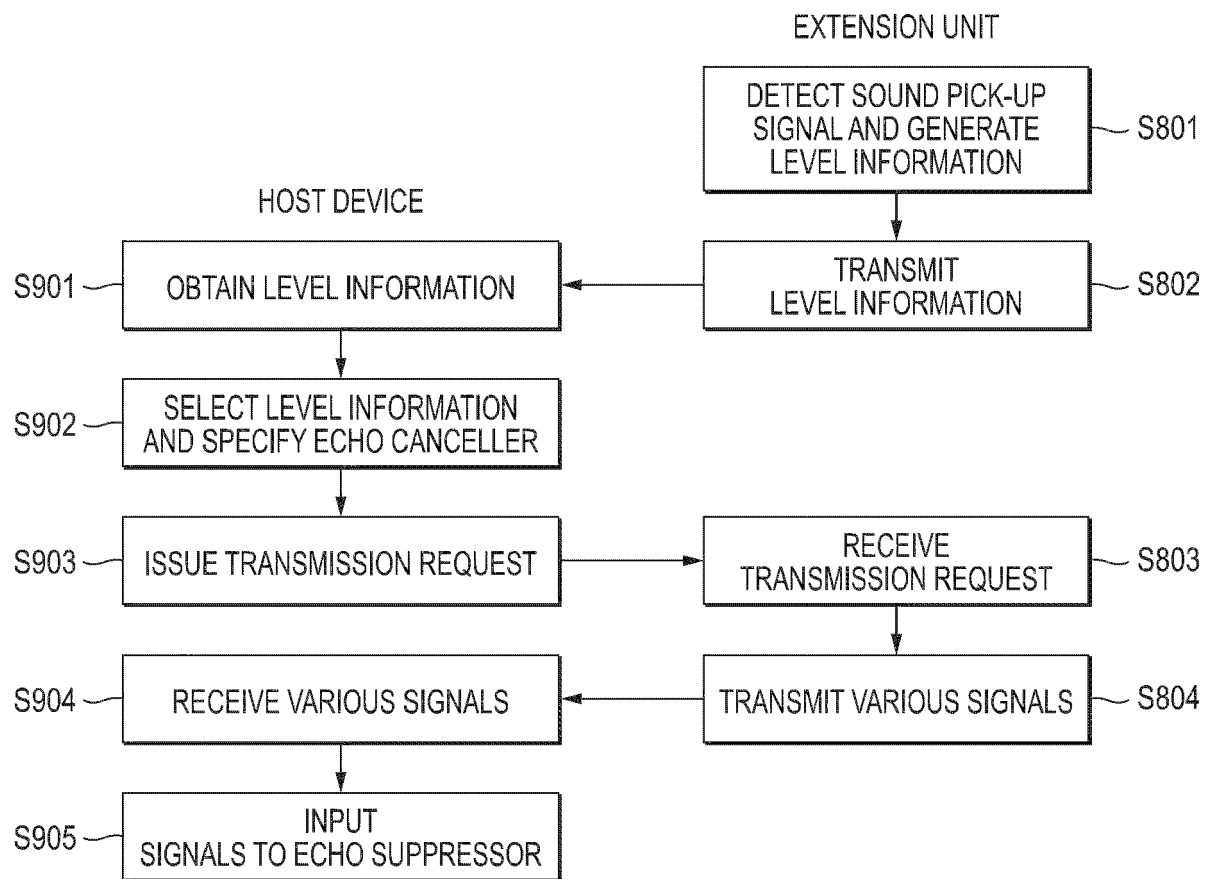 EXTENSION UNIT
DETECT SOUND PICK-UP
SIGNAL AND GENERATE
LEVEL INFORMATION
S801
HOST DEVICE
S901
OBTAIN LEVEL INFORMATION
TRANSMIT
LEVEL INFORMATION
S802
S902
SELECT LEVEL INFORMATION
AND SPECIFY ECHO CANCELLER
S903
ISSUE TRANSMISSION REQUEST
RECEIVE
TRANSMISSION REQUEST
S803
S904
RECEIVE VARIOUS SIGNALS
TRANSMIT VARIOUS SIGNALS
S804
S905
INPUT
SIGNALS TO ECHO SUPPRESSOR